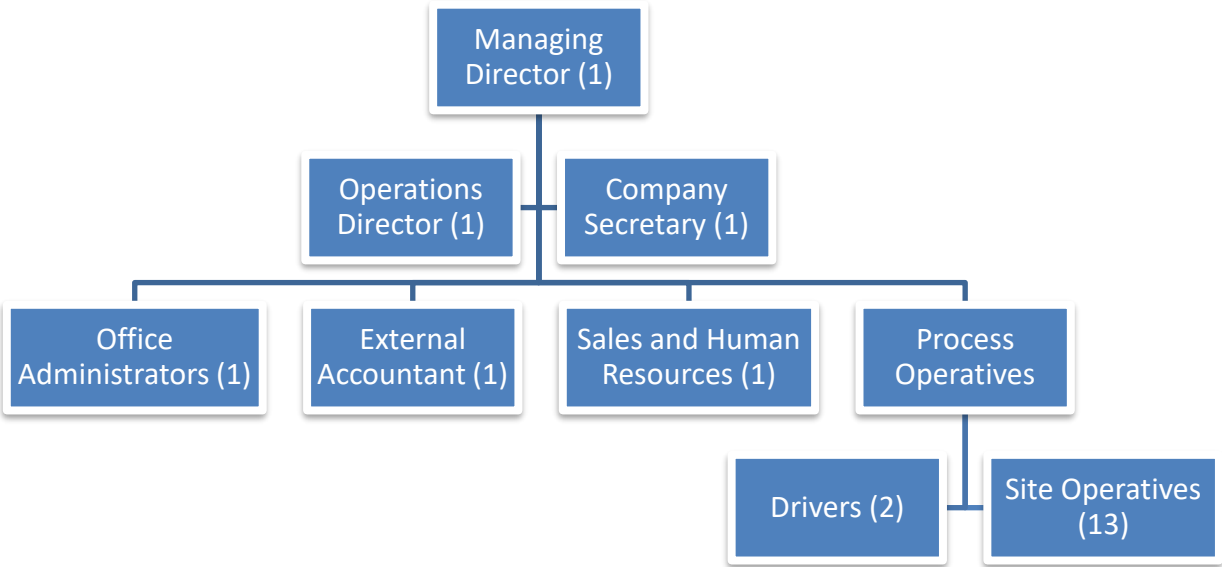 Managing
Director (1)
Operations
Director (1)
Company
Secretary (1)
Office
Administrators (1)
External
Accountant (1)
Sales and Human
Resources (1)
Process
Operatives
Drivers (2)
Site Operatives
(13)